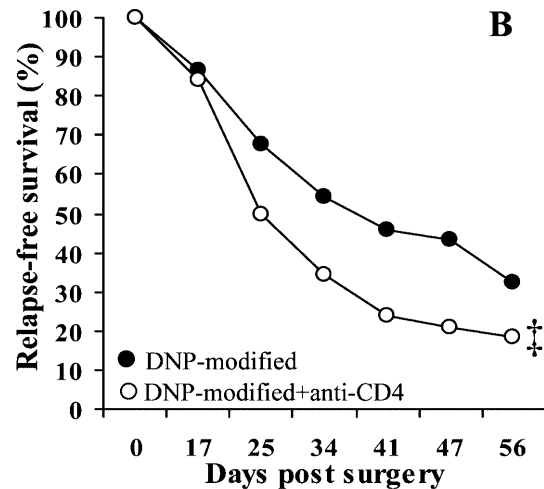 B
Relapse-free survival (%)
100
90
80
70
60
50
40
30
20
10
0
DNP-modified
DNP-modified+anti-CD4
‡
0 17 25 34 41 47 56
Days post surgery